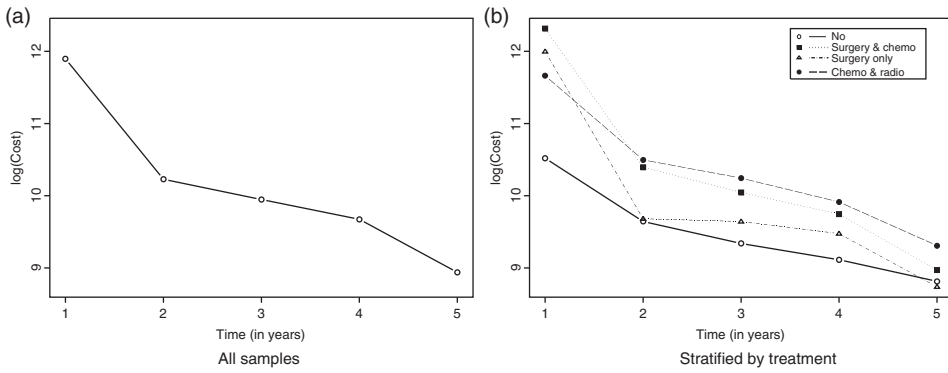 (a)
log(Cost)
12
11
10
9
1 2 3 4 5
Time (in years)
All samples
(b)
log(Cost)
12
11
10
9
No
Surgery & chemo
Surgery only
Chemo & radio
1 2 3 4 5
Time (in years)
Stratified by treatment